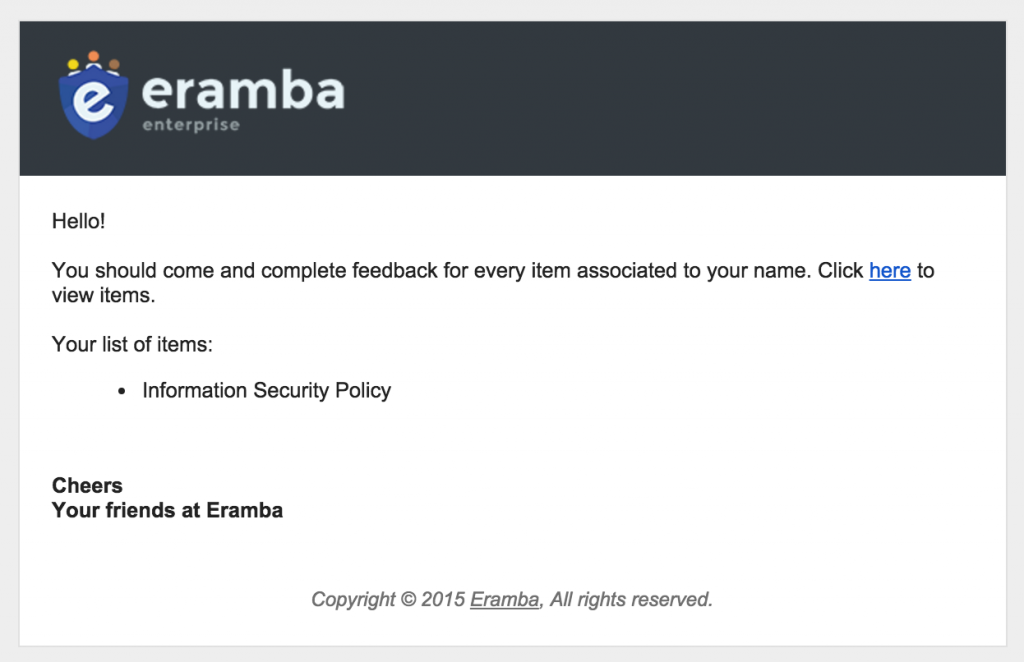 e eramba
enterprise
Hello!
You should come and complete feedback for every item associated to your name. Click here to
view items.
Your list of items:
• Information Security Policy
Cheers
Your friends at Eramba
Copyright © 2015 Eramba, All rights reserved.